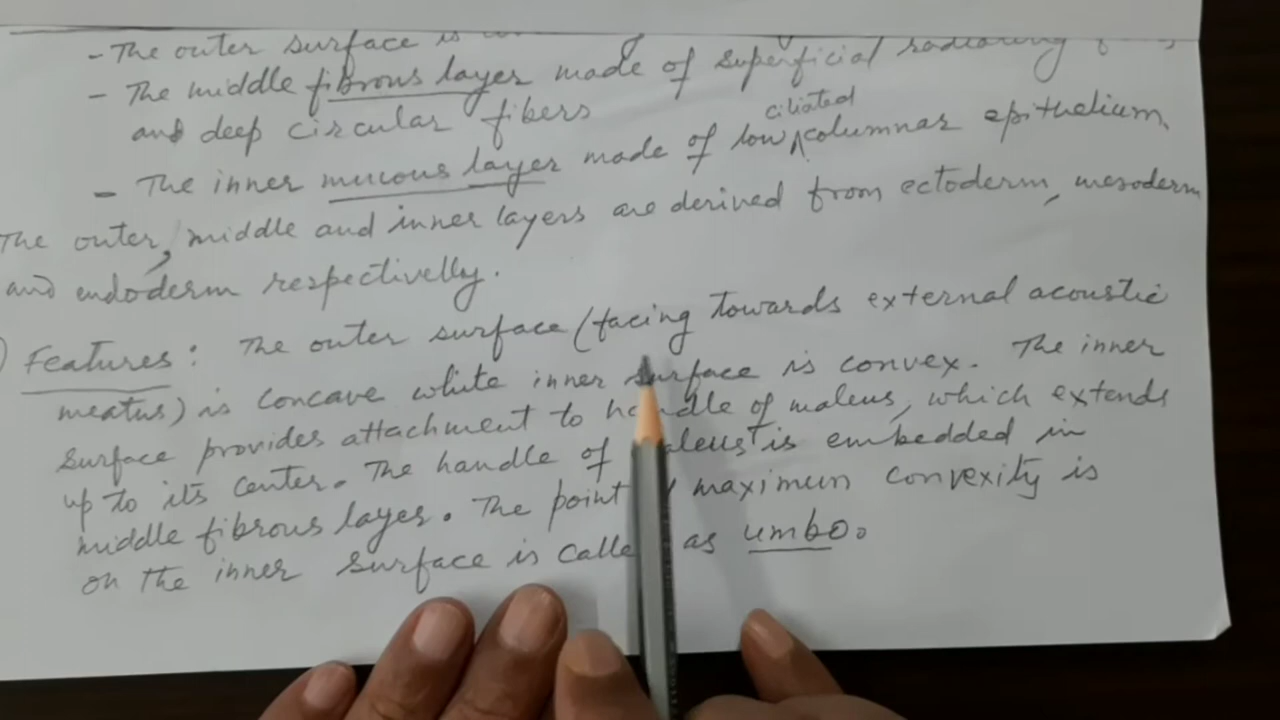 - The outer surface is
- The middle fibrous layer made of superficial radiating
and deep circular fibers
ciliated
- The inner mucous layer made of low columnar epithelium.
The outer, middle and inner layers are derived from ectoderm, mesoderm
and endoderm respectivelly.
Features: The outer surface (facing towards external acoustic
meatus) is concave white inner surface is convex. The inner
surface provides attachment to handle of maleus, which extends
up to its center. The handle of maleus is embedded in
middle fibrous layer. The point of maximum convexity is
on the inner surface is called as umbo.